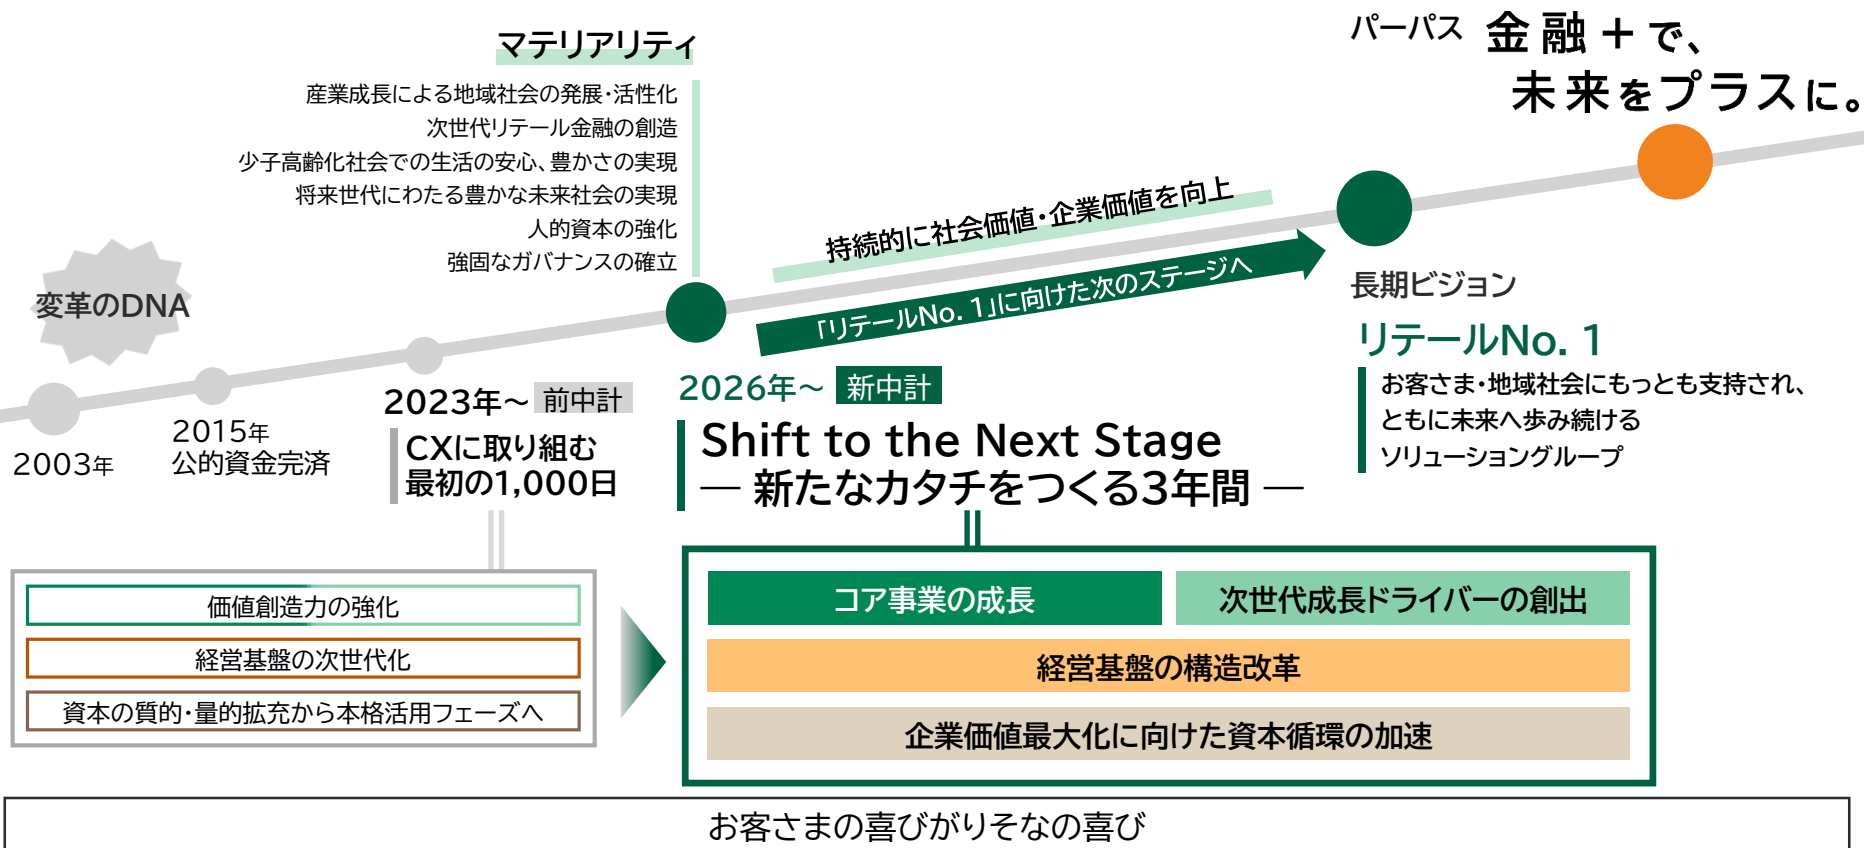 パーパス 金融＋で、
未来をプラスに。
マテリアリティ
産業成長による地域社会の発展・活性化
次世代リテール金融の創造
少子高齢化社会での生活の安心、豊かさの実現
将来世代にわたる豊かな未来社会の実現
人的資本の強化
強固なガバナンスの確立
変革のDNA
持続的に社会価値・企業価値を向上
「リテールNo. 1」に向けた次のステージへ
長期ビジョン
リテールNo. 1
お客さま・地域社会にもっとも支持され、
ともに未来へ歩み続ける
ソリューショングループ
2003年
2015年
公的資金完済
2023年～ 前中計
CXに取り組む
最初の1,000日
2026年～ 新中計
Shift to the Next Stage
― 新たなカタチをつくる3年間 ―
価値創造力の強化
経営基盤の次世代化
資本の質的・量的拡充から本格活用フェーズへ
コア事業の成長
次世代成長ドライバーの創出
経営基盤の構造改革
企業価値最大化に向けた資本循環の加速
お客さまの喜びがりそなの喜び